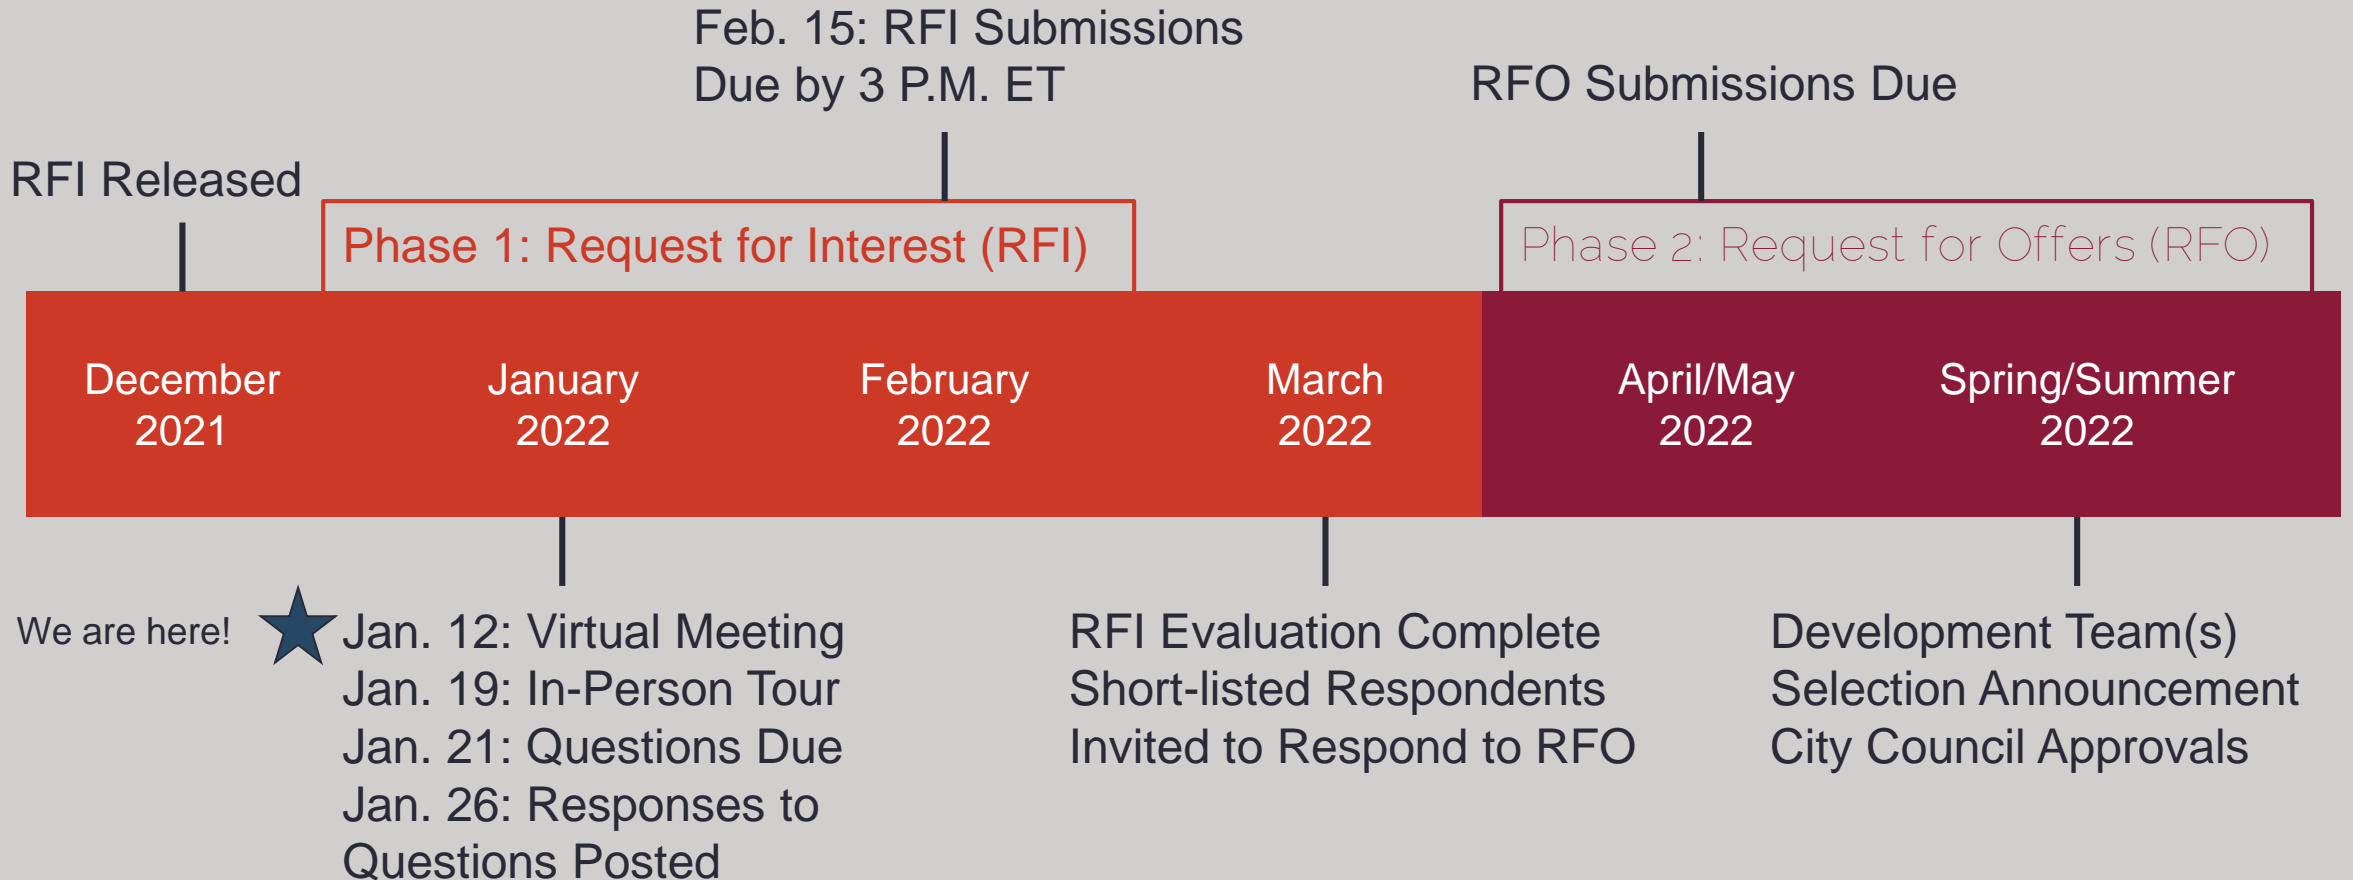 Feb. 15: RFI Submissions
Due by 3 P.M. ET
RFO Submissions Due
RFI Released
Phase 1: Request for Interest (RFI)
Phase 2: Request for Offers (RFO)
December
2021
January
2022
February
2022
March
2022
April/May
2022
Spring/Summer
2022
We are here!
Jan. 12: Virtual Meeting
Jan. 19: In-Person Tour
Jan. 21: Questions Due
Jan. 26: Responses to
Questions Posted
RFI Evaluation Complete
Short-listed Respondents
Invited to Respond to RFO
Development Team(s)
Selection Announcement
City Council Approvals